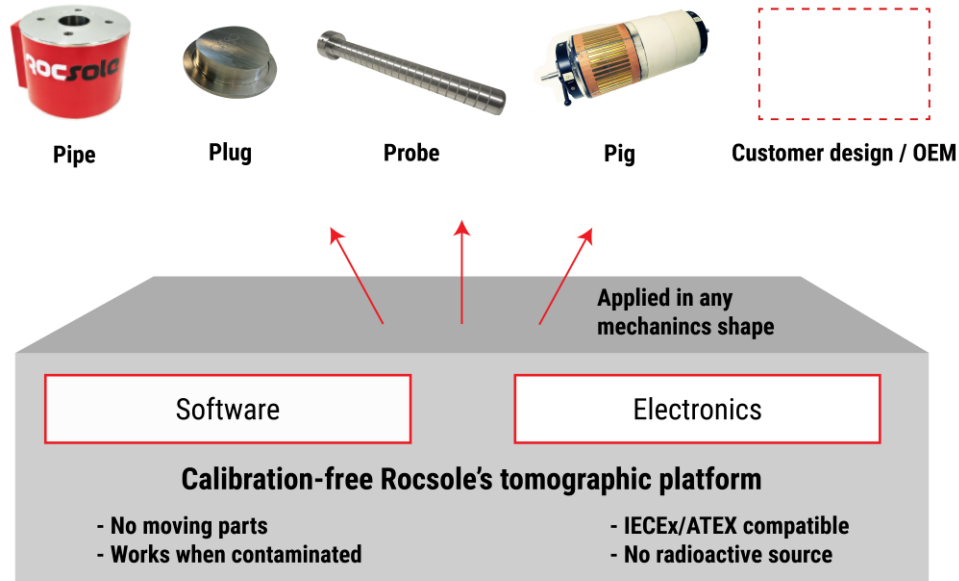 ROCSOLE
Pipe
Plug
Probe
Pig
Customer design / OEM
Applied in any
mechanincs shape
Software
Electronics
Calibration-free Rocsole's tomographic platform
- No moving parts
- Works when contaminated
- IECEx/ATEX compatible
- No radioactive source